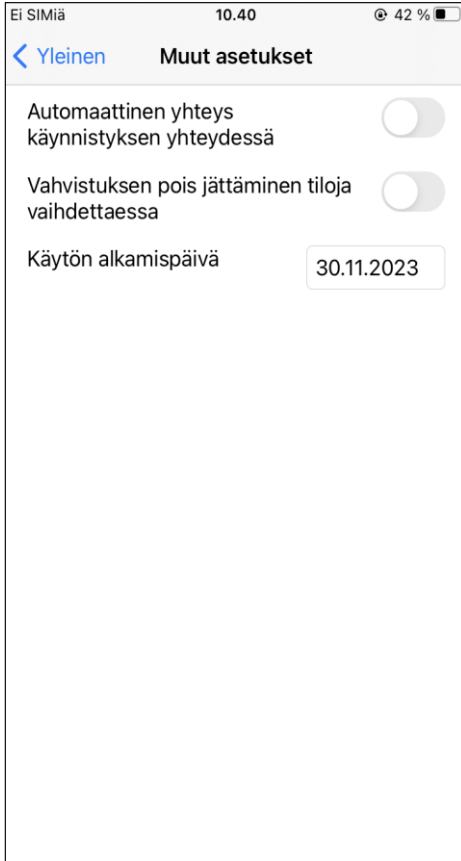 Ei SIMiä 10.40 42 %
Yleinen Muut asetukset
Automaattinen yhteys
käynnistyksen yhteydessä
Vahvistuksen pois jättäminen tiloja
vaihdettaessa
Käytön alkamispäivä 30.11.2023